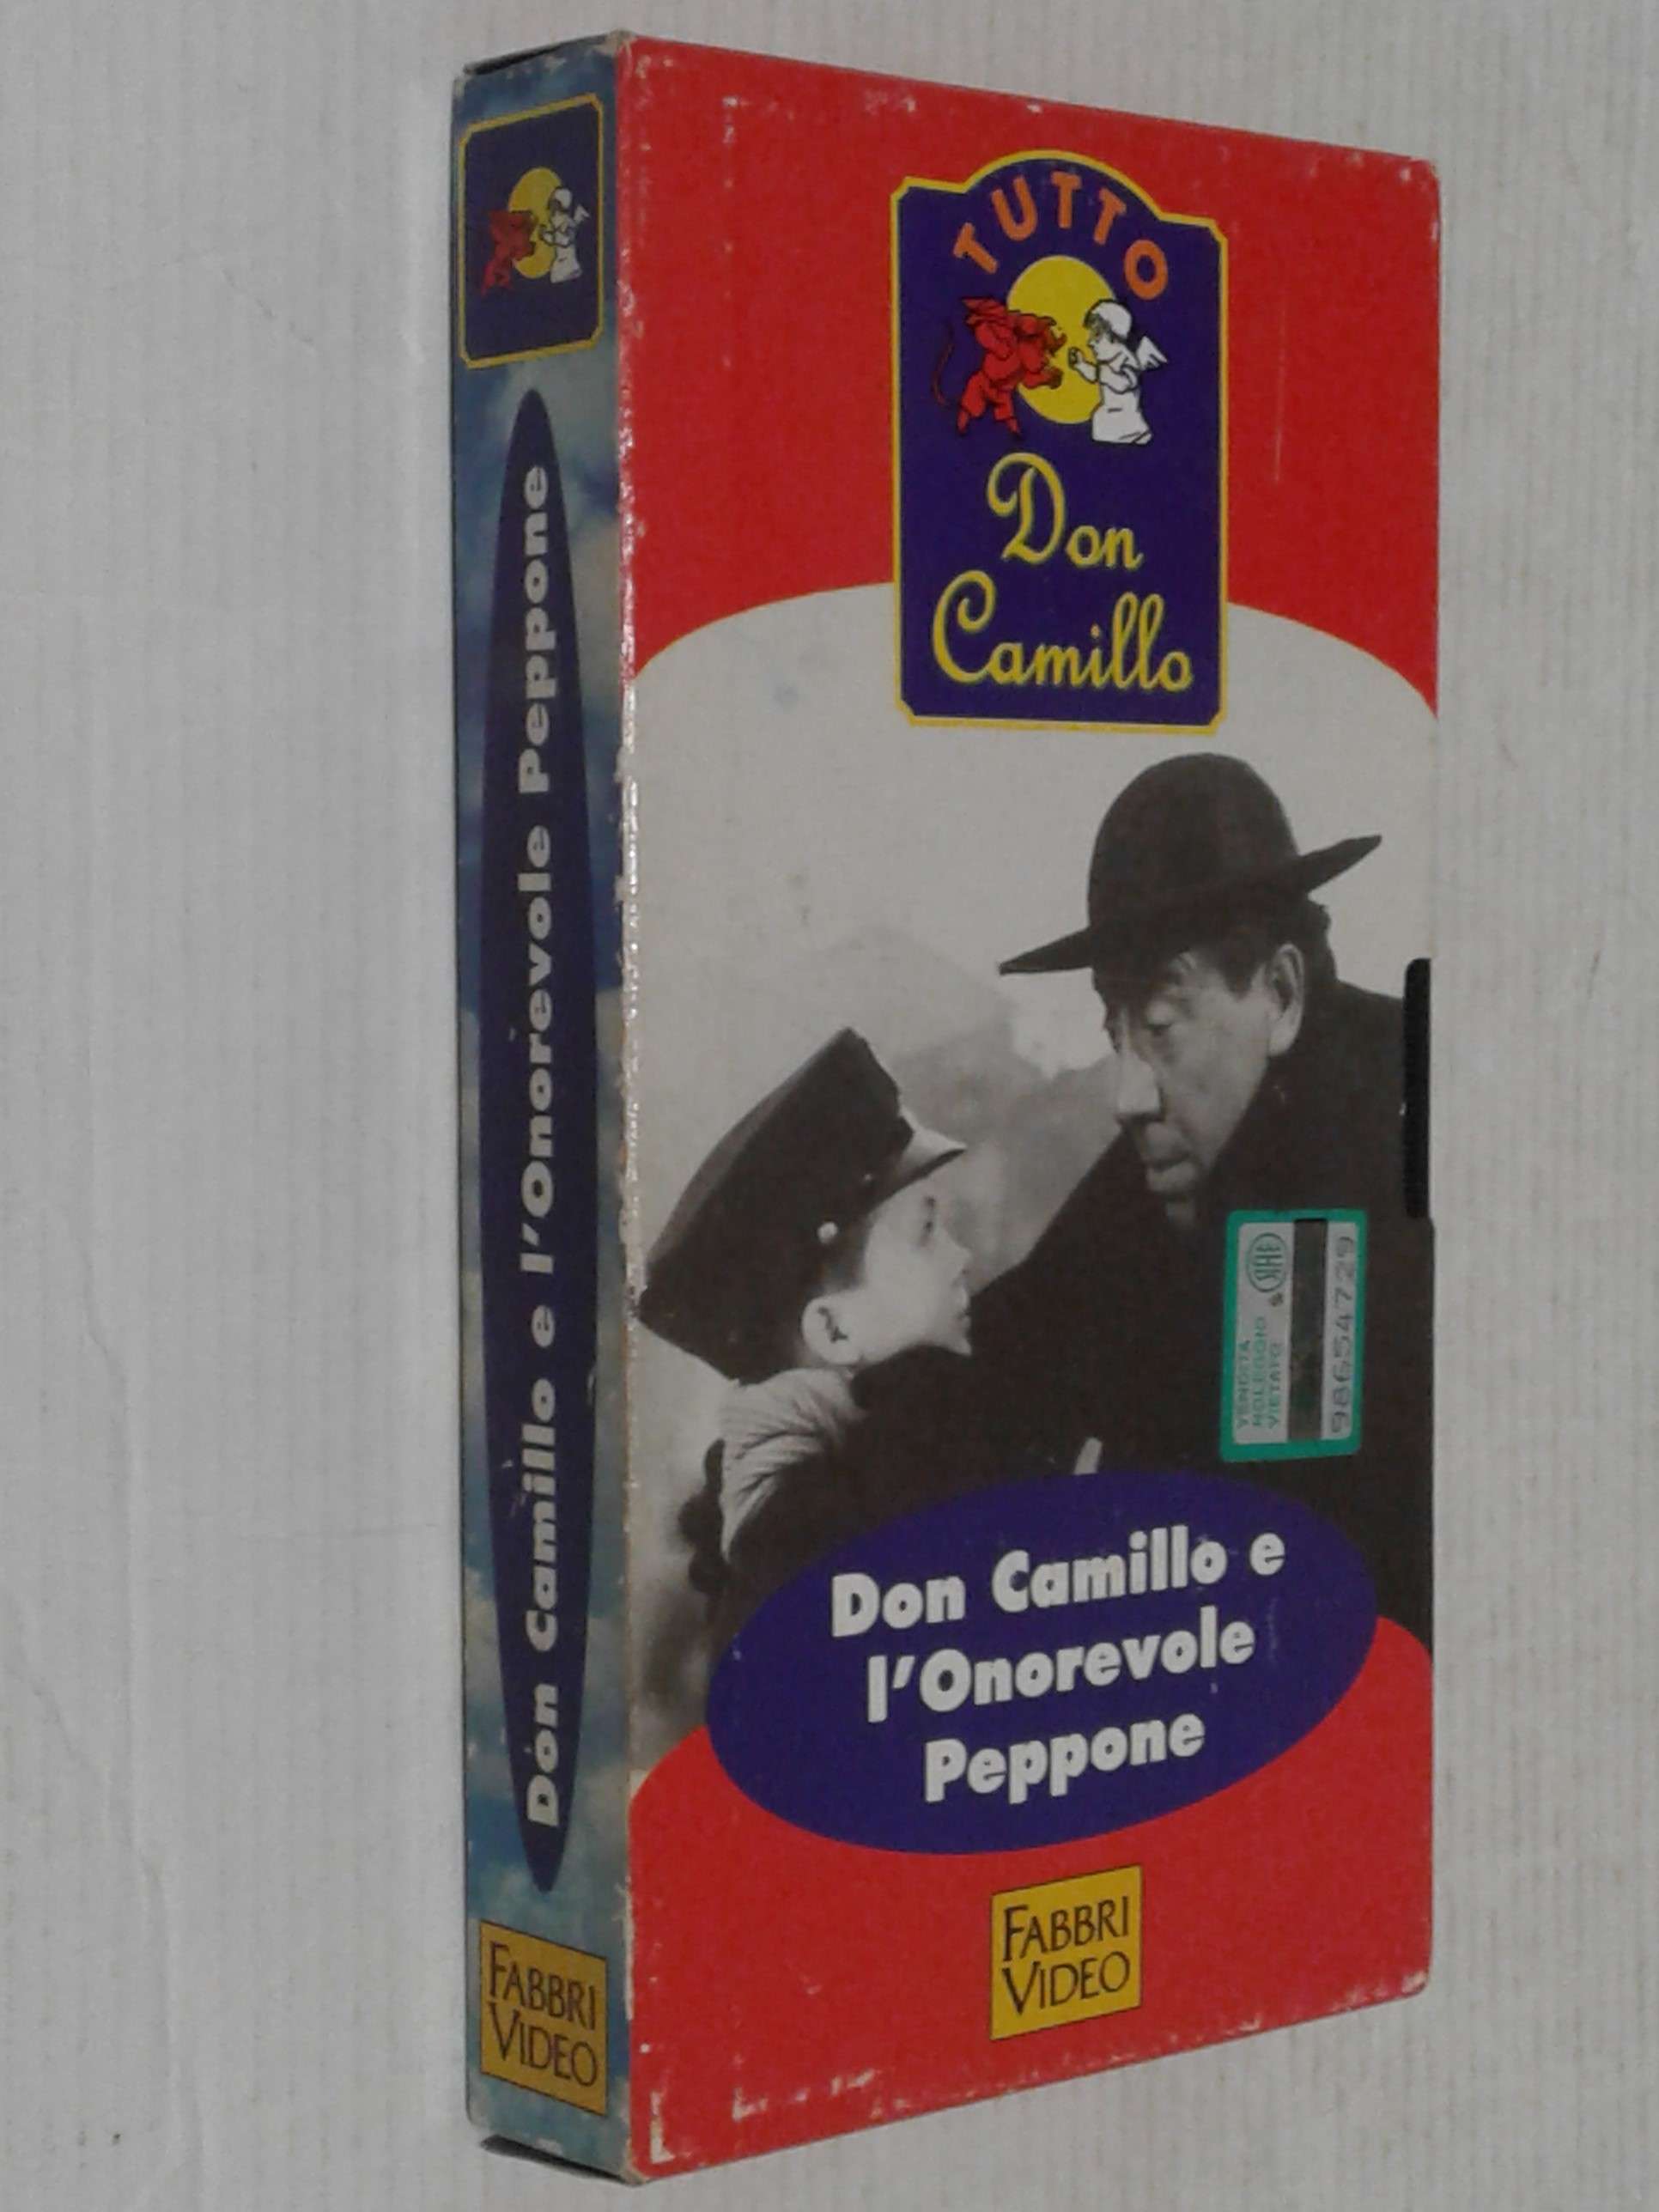 Don Camillo e l'Onorevole Peppone
FABBRI
VIDEO
TUTTO
Don
Camillo
VENDITA
NOLEGGIO
VIETATO
SIAE
98654729
Don Camillo e
l'Onorevole
Peppone
FABBRI
VIDEO